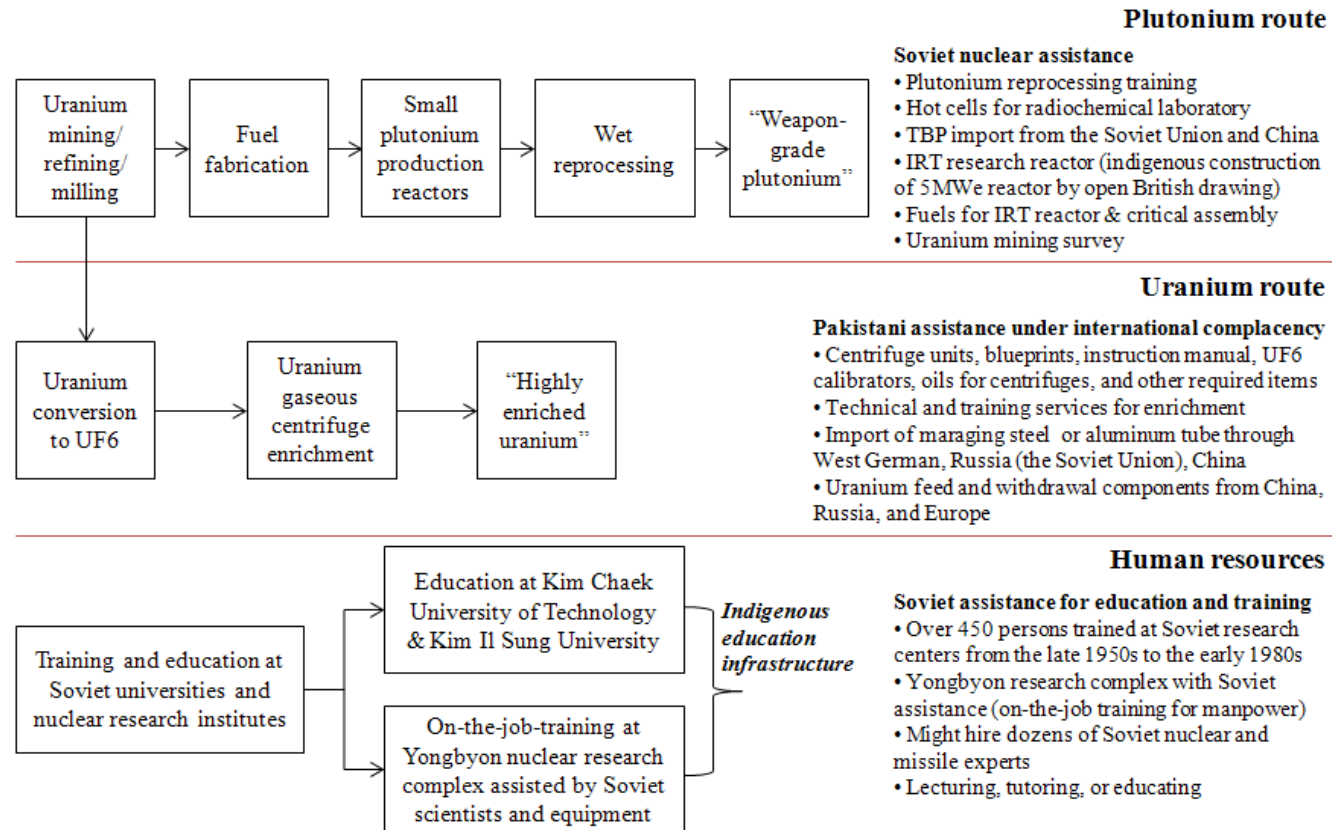 Plutonium route
Uranium
mining/
refining/
milling
Fuel
fabrication
Small
plutonium
production
reactors
Wet
reprocessing
“Weapon-
grade
plutonium”
Soviet nuclear assistance
• Plutonium reprocessing training
• Hot cells for radiochemical laboratory
• TBP import from the Soviet Union and China
• IRT research reactor (indigenous construction
of 5MWe reactor by open British drawing)
• Fuels for IRT reactor & critical assembly
• Uranium mining survey
Uranium route
Uranium
conversion
to UF6
Uranium
gaseous
centrifuge
enrichment
“Highly
enriched
uranium”
Pakistani assistance under international complacency
• Centrifuge units, blueprints, instruction manual, UF6
calibrators, oils for centrifuges, and other required items
• Technical and training services for enrichment
• Import of maraging steel or aluminum tube through
West German, Russia (the Soviet Union), China
• Uranium feed and withdrawal components from China,
Russia, and Europe
Human resources
Training and education at
Soviet universities and
nuclear research institutes
Education at Kim Chaek
University of Technology
& Kim Il Sung University
On-the-job-training at
Yongbyon nuclear research
complex assisted by Soviet
scientists and equipment
Indigenous
education
infrastructure
Soviet assistance for education and training
• Over 450 persons trained at Soviet research
centers from the late 1950s to the early 1980s
• Yongbyon research complex with Soviet
assistance (on-the-job training for manpower)
• Might hire dozens of Soviet nuclear and
missile experts
• Lecturing, tutoring, or educating